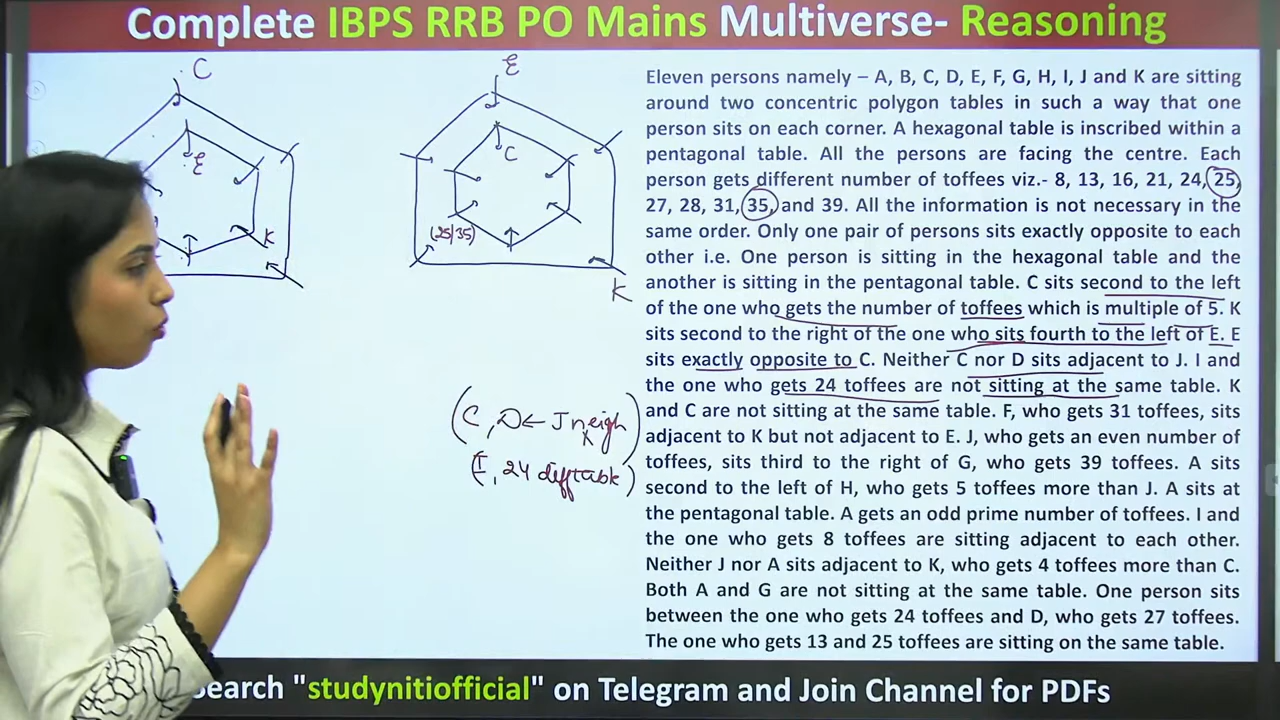 Complete IBPS RRB PO Mains Multiverse- Reasoning
C
E
K
E
C
(25/35)
K
(C, D ← J neigh
(I, 24 diff table)
Eleven persons namely – A, B, C, D, E, F, G, H, I, J and K are sitting
around two concentric polygon tables in such a way that one
person sits on each corner. A hexagonal table is inscribed within a
pentagonal table. All the persons are facing the centre. Each
person gets different number of toffees viz.- 8, 13, 16, 21, 24, 25,
27, 28, 31, 35, and 39. All the information is not necessary in the
same order. Only one pair of persons sits exactly opposite to each
other i.e. One person is sitting in the hexagonal table and the
another is sitting in the pentagonal table. C sits second to the left
of the one who gets the number of toffees which is multiple of 5. K
sits second to the right of the one who sits fourth to the left of E. E
sits exactly opposite to C. Neither C nor D sits adjacent to J. I and
the one who gets 24 toffees are not sitting at the same table. K
and C are not sitting at the same table. F, who gets 31 toffees, sits
adjacent to K but not adjacent to E. J, who gets an even number of
toffees, sits third to the right of G, who gets 39 toffees. A sits
second to the left of H, who gets 5 toffees more than J. A sits at
the pentagonal table. A gets an odd prime number of toffees. I and
the one who gets 8 toffees are sitting adjacent to each other.
Neither J nor A sits adjacent to K, who gets 4 toffees more than C.
Both A and G are not sitting at the same table. One person sits
between the one who gets 24 toffees and D, who gets 27 toffees.
The one who gets 13 and 25 toffees are sitting on the same table.
Search "studynitiofficial" on Telegram and Join Channel for PDFs